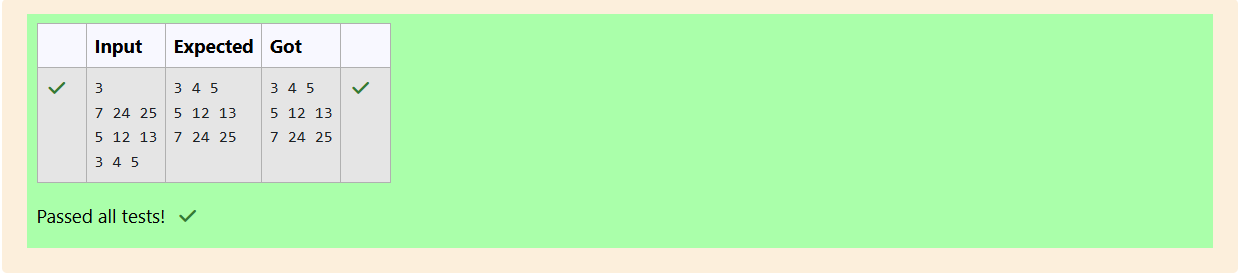 Input Expected Got
3 3 4 5 3 4 5
7 24 25 5 12 13 5 12 13
5 12 13 7 24 25 7 24 25
3 4 5
Passed all tests!